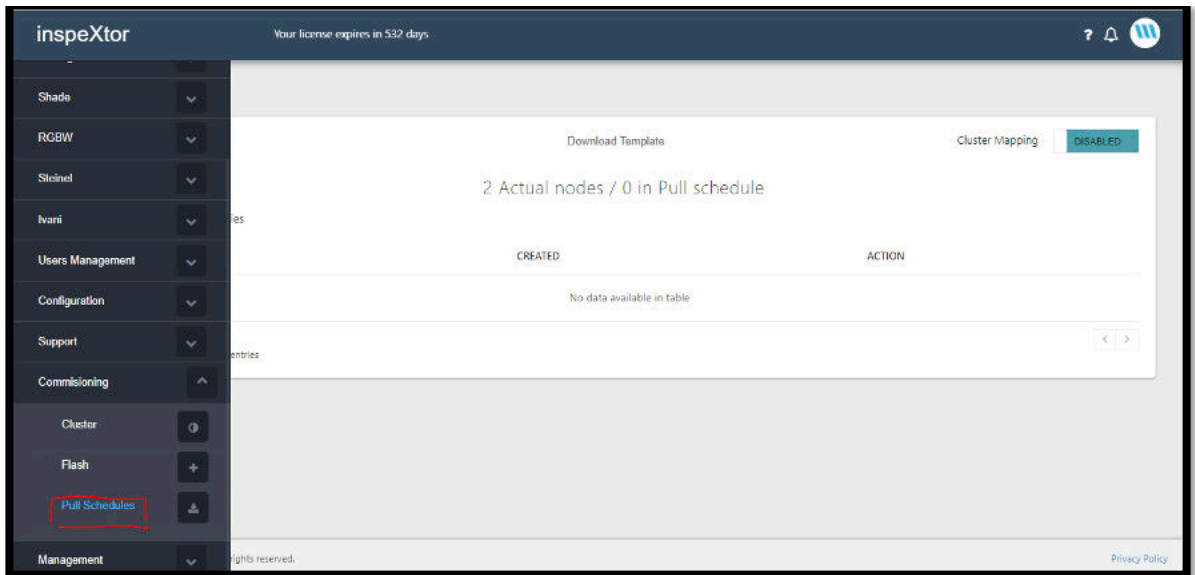 inspeXtor
Your license expires in 532 days
?
Shade
RGBW
Download Template
Cluster Mapping
DISABLED
Steinel
2 Actual nodes / 0 in Pull schedule
Ivani
ies
Users Management
CREATED
ACTION
Configuration
No data available in table
Support
entries
< >
Commisioning
Cluster
Flash
Pull Schedules
Management
rights reserved.
Privacy Policy